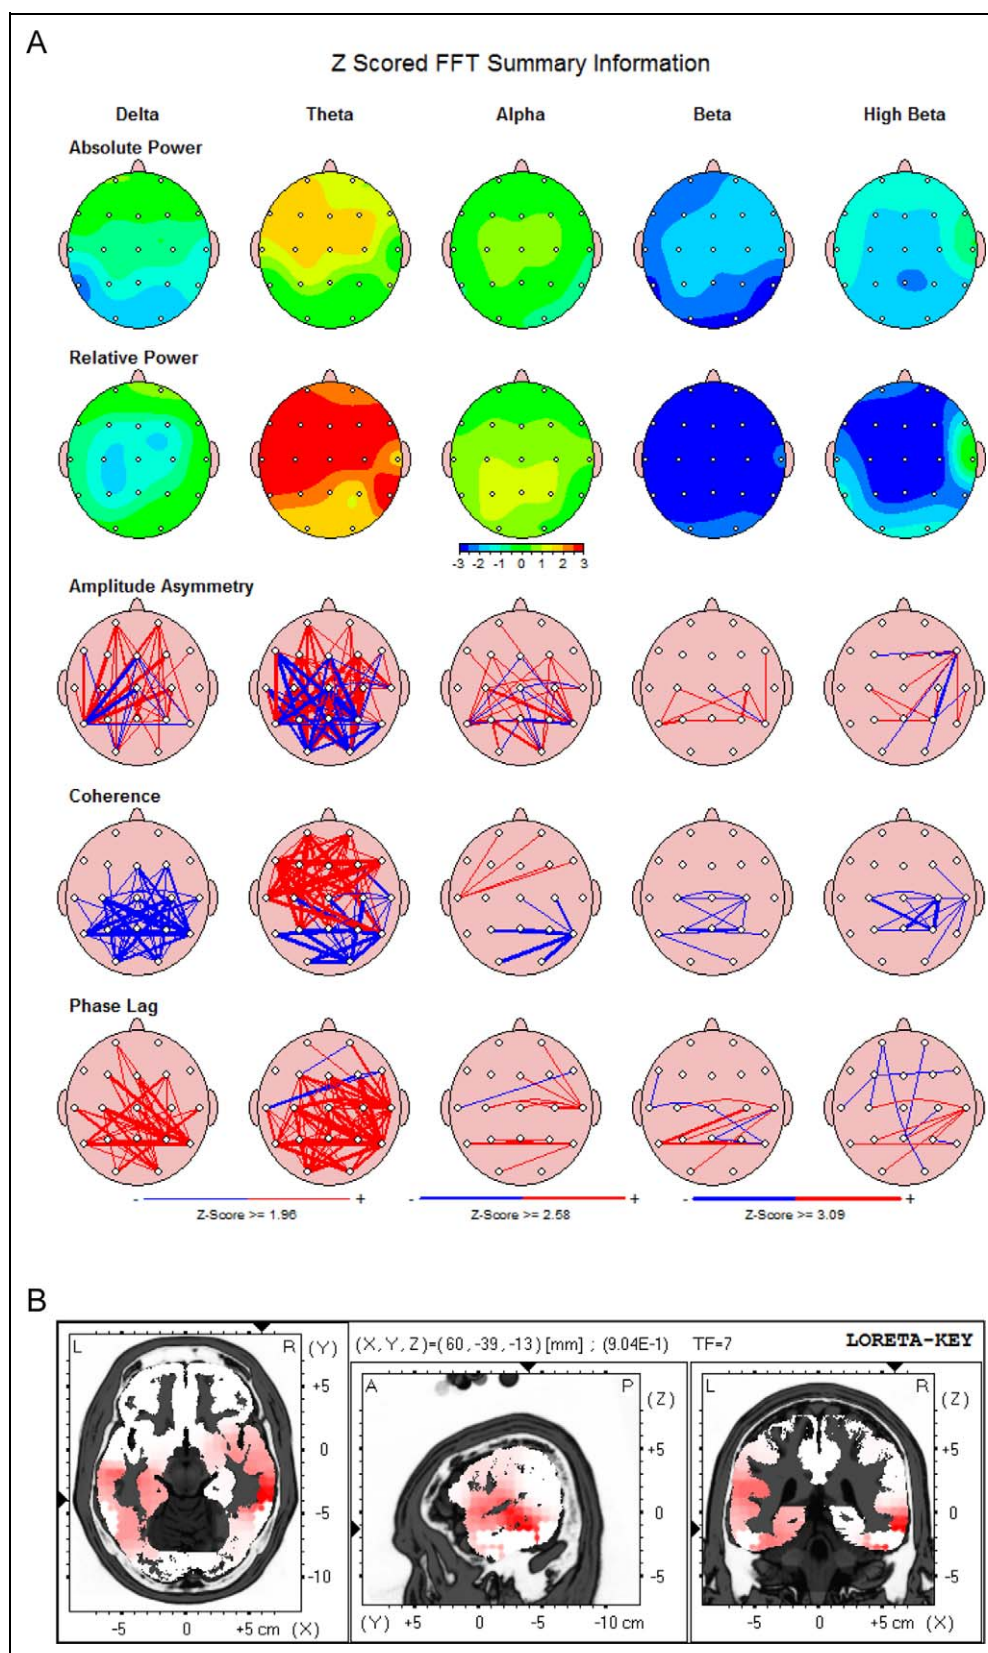 A
Z Scored FFT Summary Information
Delta Theta Alpha Beta High Beta
Absolute Power
Relative Power
-3 -2 -1 0 1 2 3
Amplitude Asymmetry
Coherence
Phase Lag
- + - + - +
Z-Score >= 1.96 Z-Score >= 2.58 Z-Score >= 3.09
B
L R (Y) (X,Y,Z)=(60,-39,-13)[mm] ; (9.04E-1) TF=7 LORETA-KEY
A P (Z) L R (Z)
+5 +5 +5
0 0 0
-5 -5 -5
-10
-5 0 +5 cm (X) (Y) +5 0 -5 -10 cm -5 0 +5 cm (X)